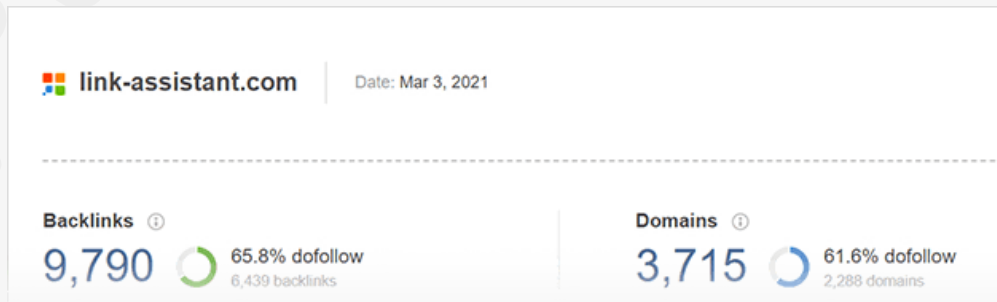 link-assistant.com
Date: Mar 3, 2021
Backlinks
9,790
65.8% dofollow
6,439 backlinks
Domains
3,715
61.6% dofollow
2,288 domains